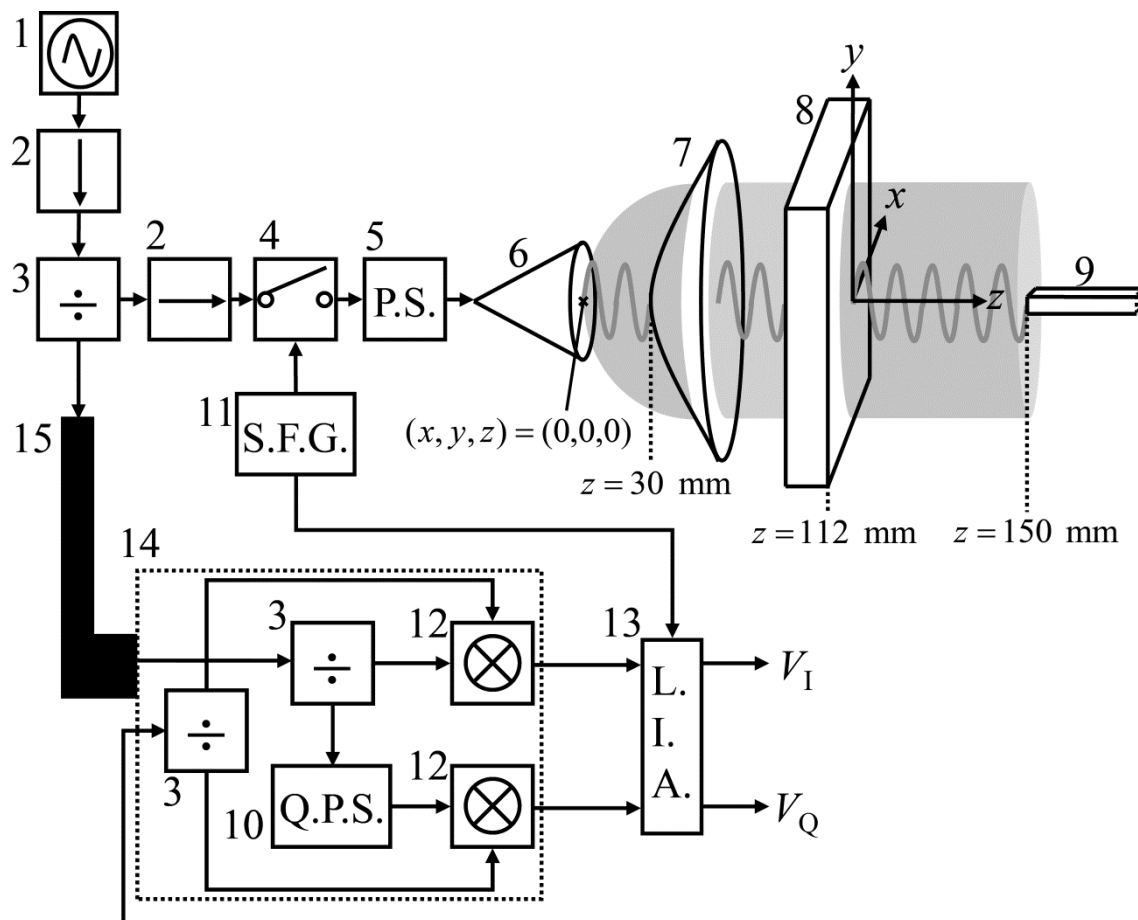 1
y
8
2
7
x
3
2
4
5
6
9
÷
P.S.
z
11
(x, y, z) = (0,0,0)
15
S.F.G.
z = 30 mm
z = 112 mm
z = 150 mm
14
3
12
13
÷
L.
I.
A.
V_I
÷
3
12
10
Q.P.S.
V_Q